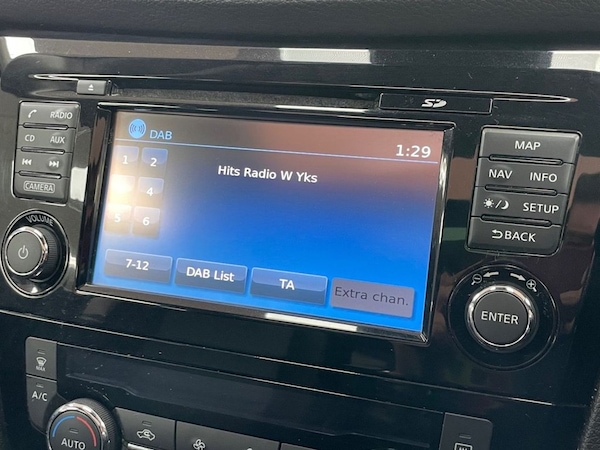 SD
RADIO
CD AUX
CAMERA
VOLUME
DAB
1:29
Hits Radio W Yks
1 2
4
5 6
7-12
DAB List
TA
Extra chan.
MAP
NAV INFO
SETUP
BACK
ENTER
MAX
A/C
AUTO